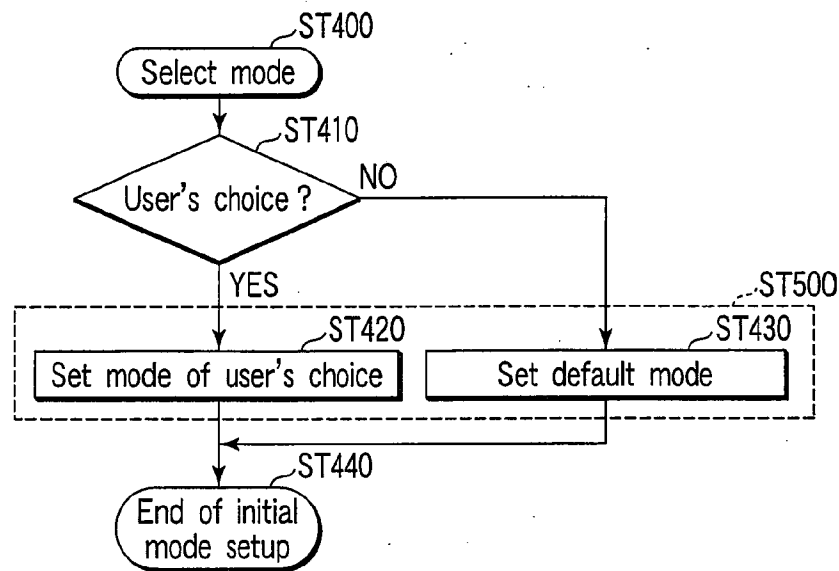 ST400
Select mode
ST410
User's choice?
NO
YES
ST500
ST420
ST430
Set mode of user's choice
Set default mode
ST440
End of initial
mode setup